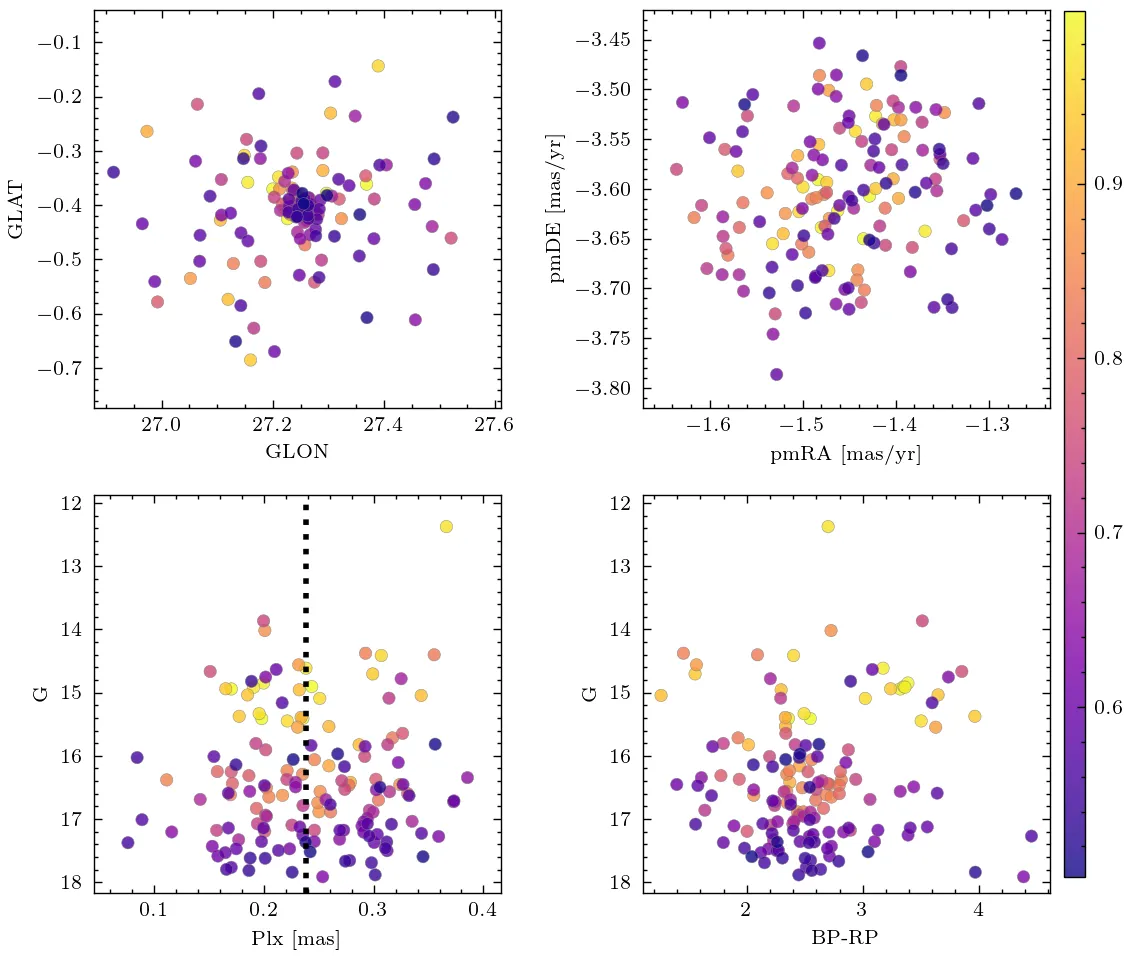 −0.1
−0.2
−0.3
−0.4
−0.5
−0.6
−0.7
GLAT
27.0 27.2 27.4 27.6
GLON
−3.45
−3.50
−3.55
−3.60
−3.65
−3.70
−3.75
−3.80
pmDE [mas/yr]
−1.6 −1.5 −1.4 −1.3
pmRA [mas/yr]
12
13
14
15
16
17
18
G
0.1 0.2 0.3 0.4
Plx [mas]
12
13
14
15
16
17
18
G
2 3 4
BP-RP
0.9
0.8
0.7
0.6